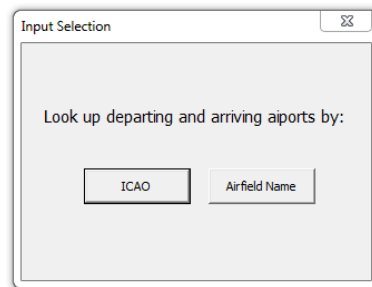 Input Selection
Look up departing and arriving aiports by:
ICAO Airfield Name